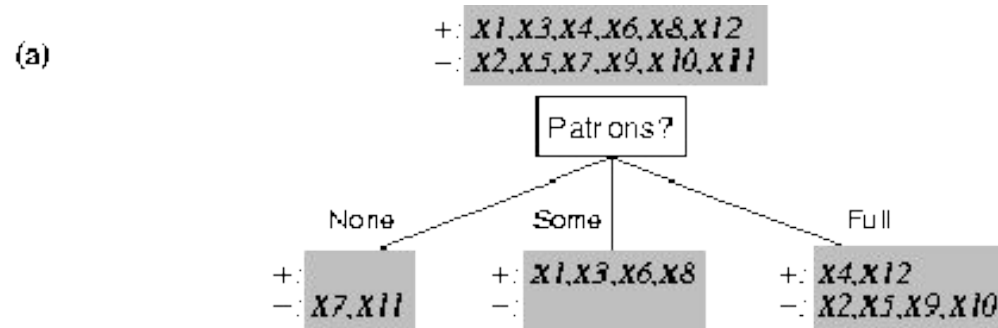 (a)
+: X1,X3,X4,X6,X8,X12
−: X2,X5,X7,X9,X10,X11
Patrons?
None Some Full
+: +: X1,X3,X6,X8 +: X4,X12
−: X7,X11 −: −: X2,X5,X9,X10